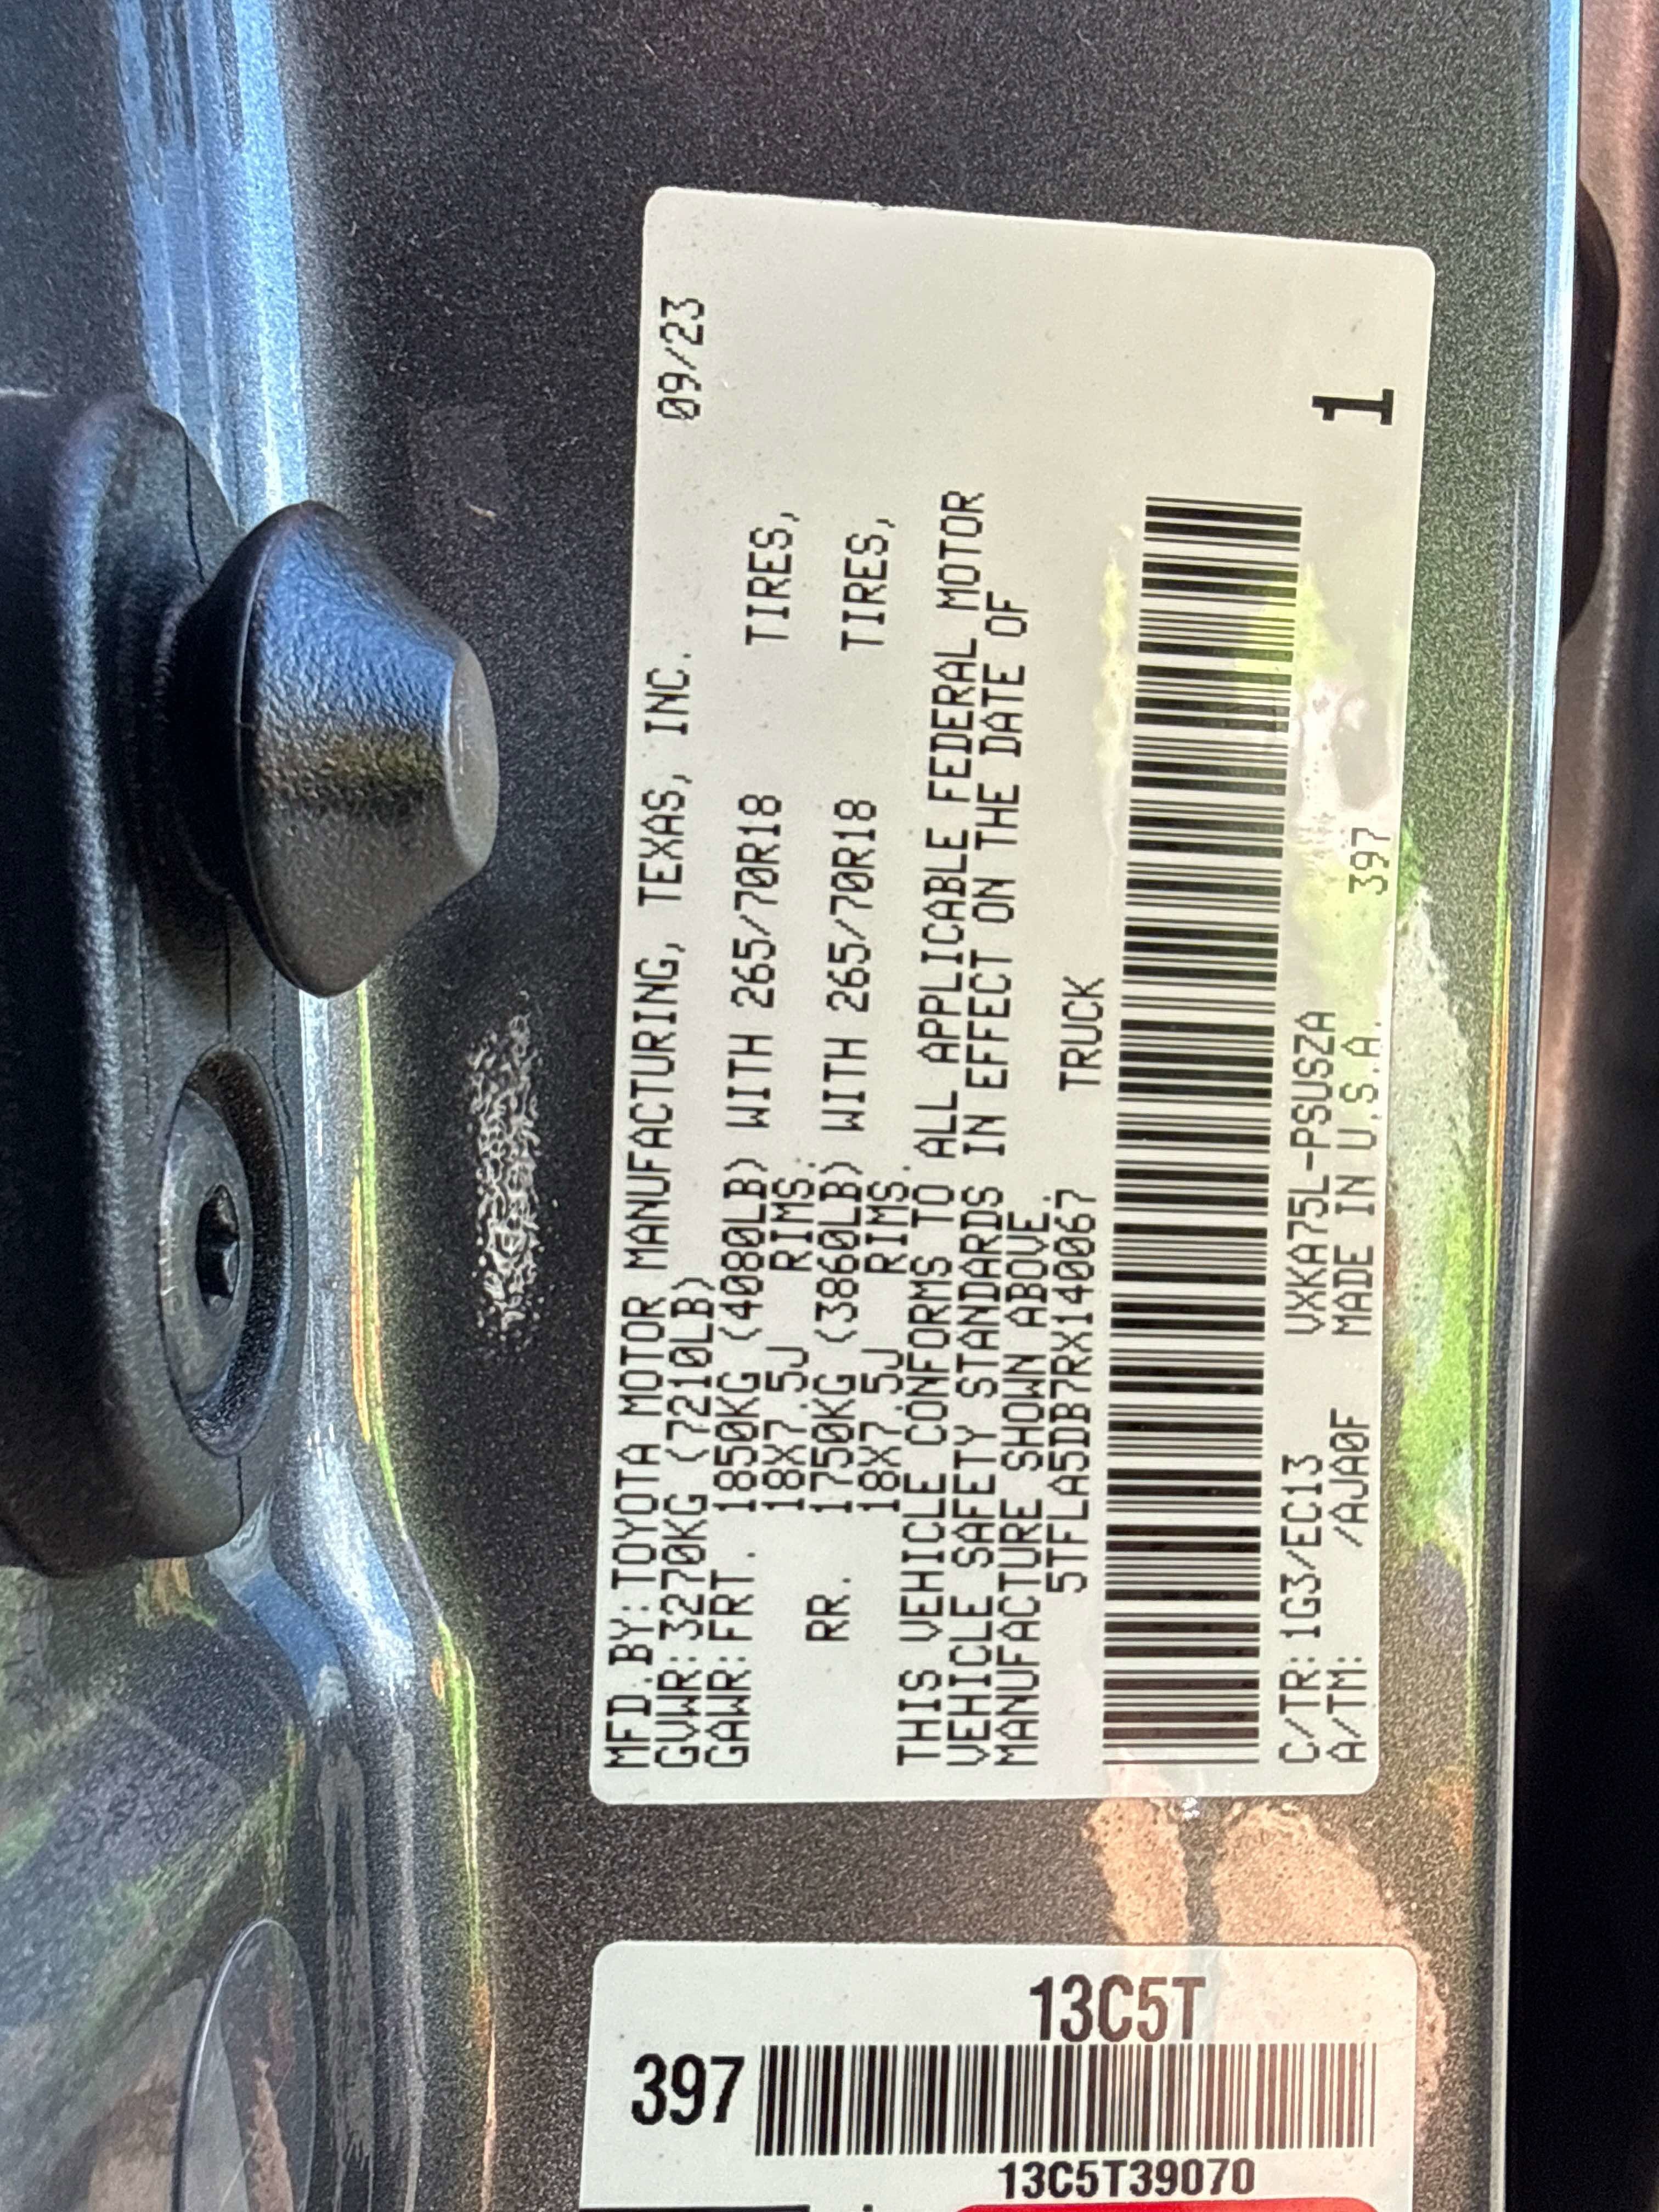 MFD.BY:TOYOTA MOTOR MANUFACTURING, TEXAS, INC. 09/23
GVWR:3270KG (7210LB)
GAWR:FRT. 1850KG (4080LB) WITH 265/70R18 TIRES,
18X7.5J RIMS.
RR. 1750KG (3860LB) WITH 265/70R18 TIRES,
18X7.5J RIMS.
THIS VEHICLE CONFORMS TO ALL APPLICABLE FEDERAL MOTOR
VEHICLE SAFETY STANDARDS IN EFFECT ON THE DATE OF
MANUFACTURE SHOWN ABOVE.
5TFLA5DB7RX140067 TRUCK
C/TR:1G3/EC13 VXKA75L-PSUSZA
A/TM: /AJA0F MADE IN U.S.A. 397
1
397
13C5T
13C5T39070